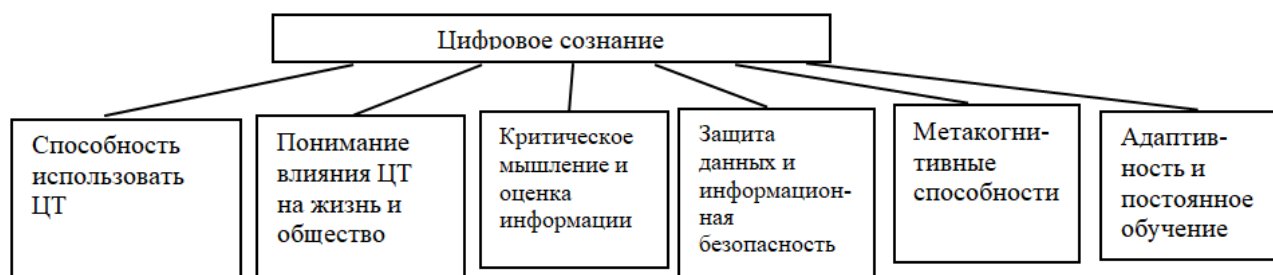 Цифровое сознание
Способность
использовать
ЦТ
Понимание
влияния ЦТ
на жизнь и
общество
Критическое
мышление и
оценка
информации
Защита
данных и
информацион-
ная
безопасность
Метакогни-
тивные
способности
Адаптив-
ность и
постоянное
обучение